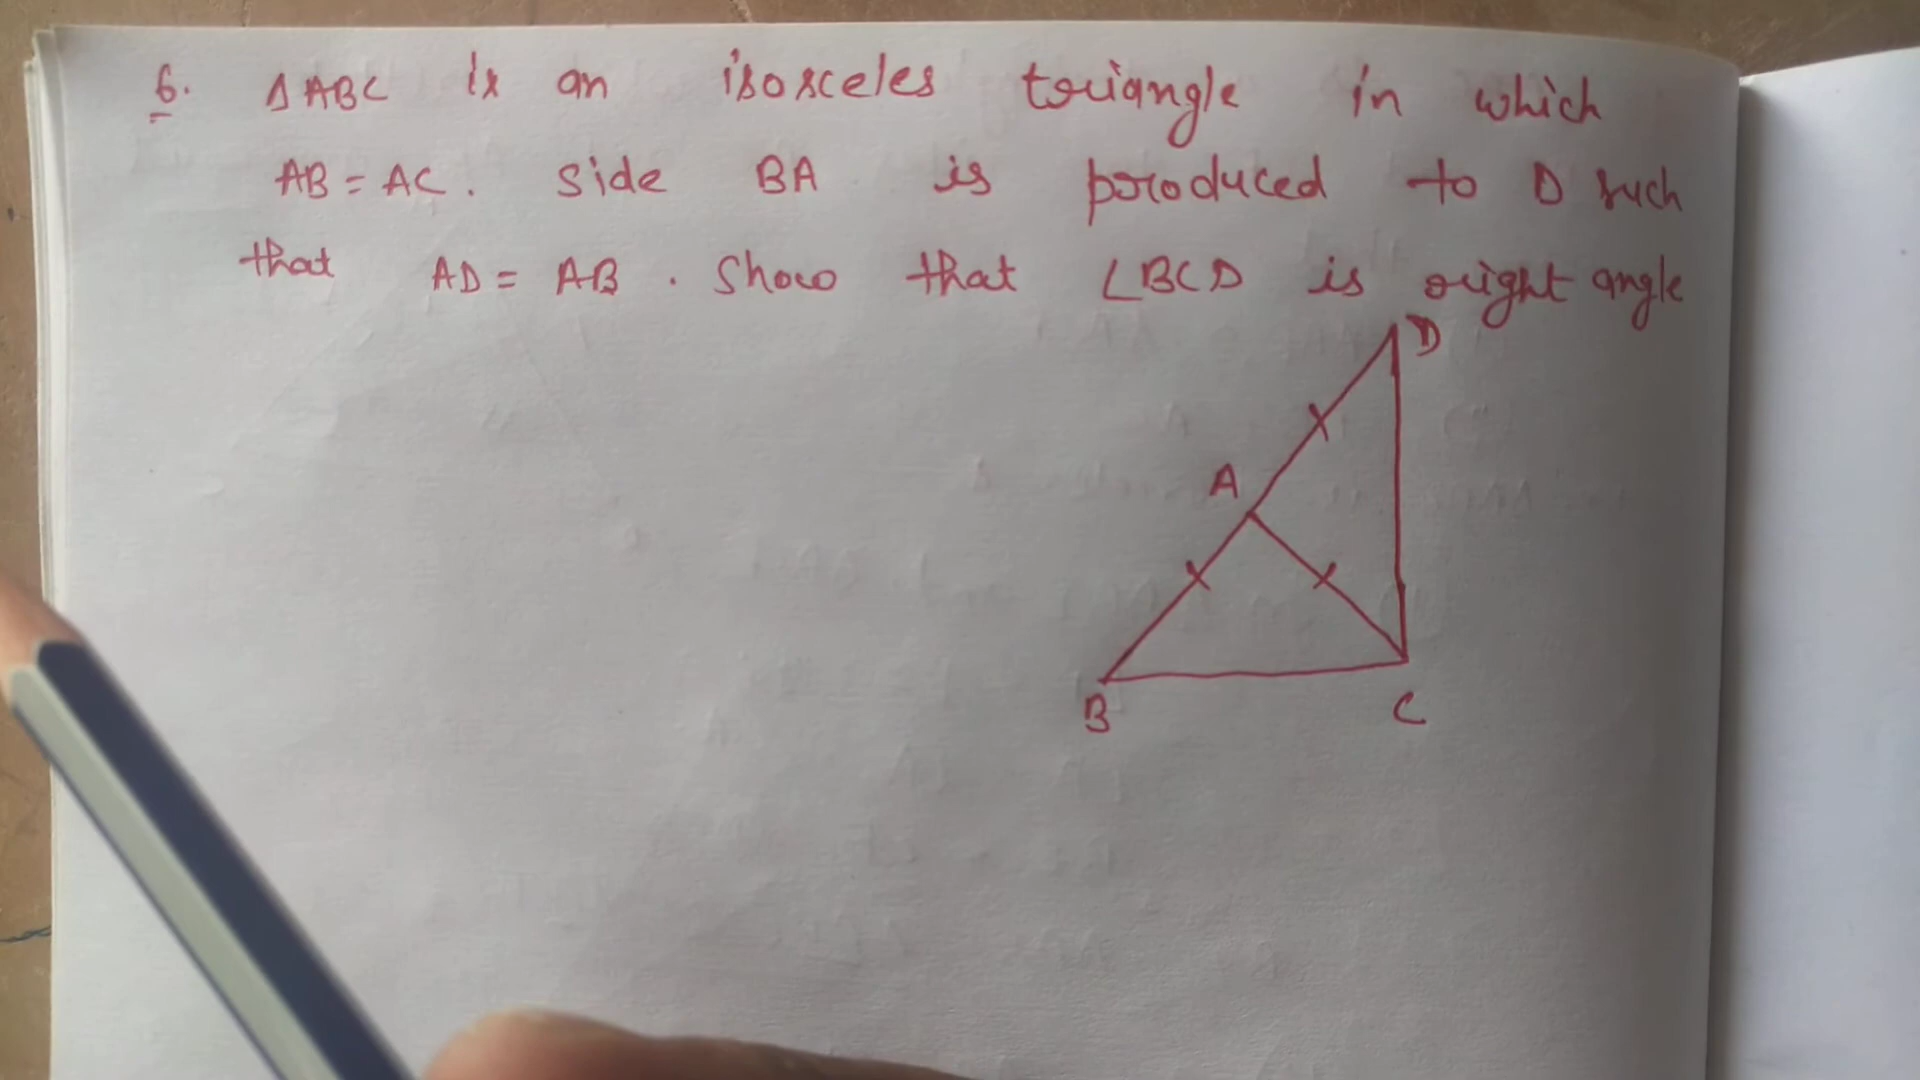 6. ΔABC is an isosceles triangle in which
AB = AC. Side BA is produced to D such
that AD = AB. Show that ∠BCD is right angle
D
A
B
C